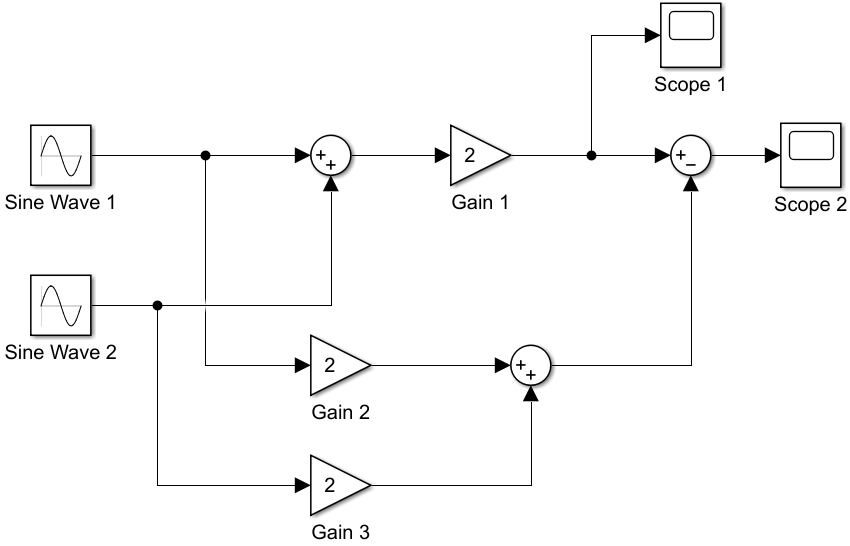 Scope 1
+
+
2
+
−
Sine Wave 1
Gain 1
Scope 2
Sine Wave 2
2
+
+
Gain 2
2
Gain 3